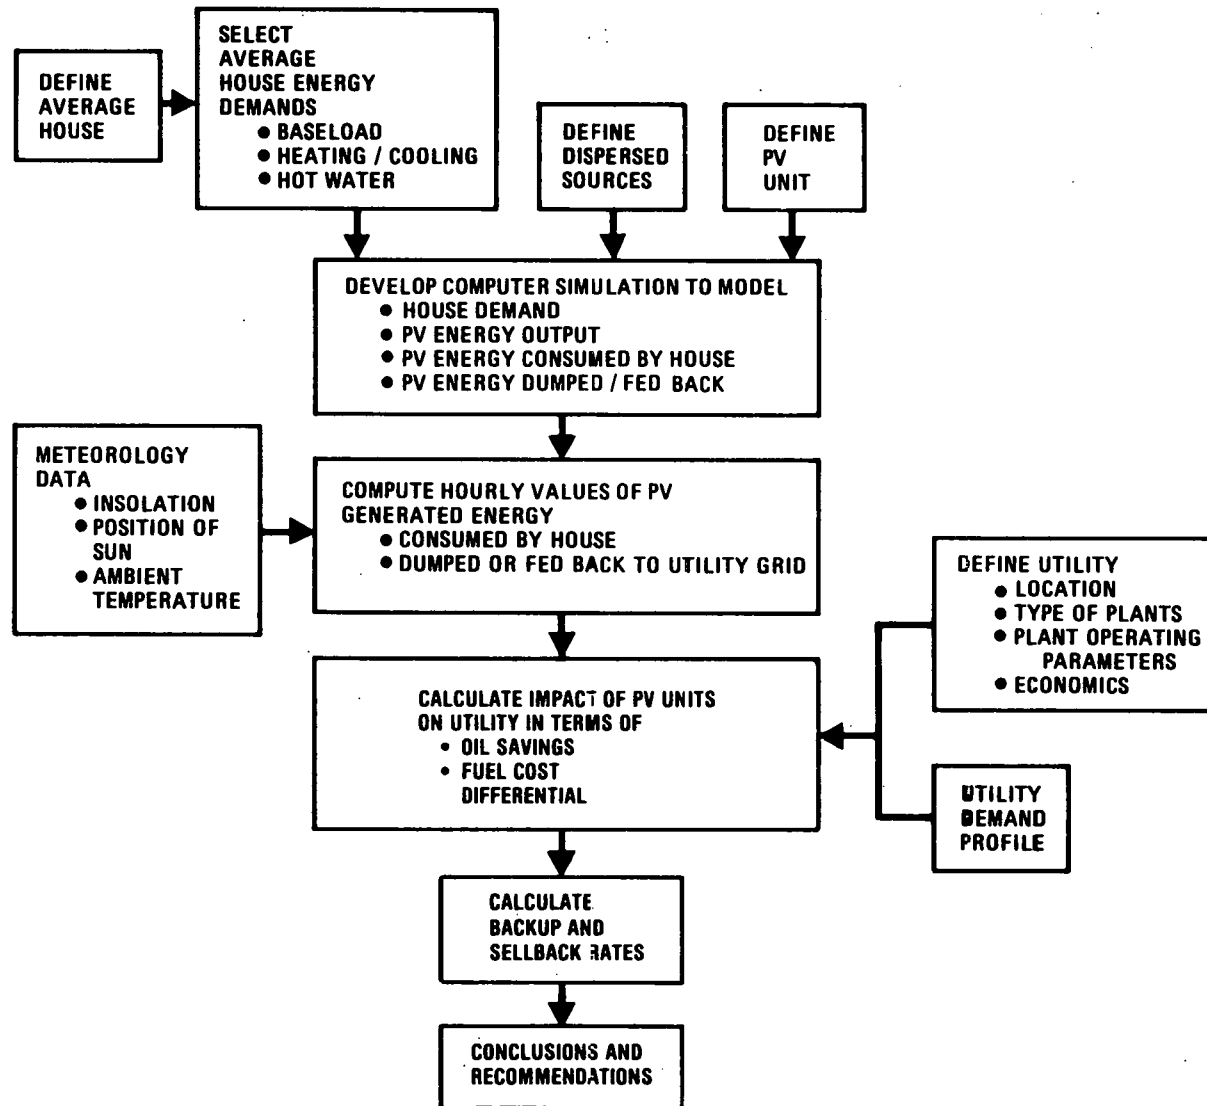 DEFINE
AVERAGE
HOUSE
SELECT
AVERAGE
HOUSE ENERGY
DEMANDS
● BASELOAD
● HEATING / COOLING
● HOT WATER
DEFINE
DISPERSED
SOURCES
DEFINE
PV
UNIT
DEVELOP COMPUTER SIMULATION TO MODEL
● HOUSE DEMAND
● PV ENERGY OUTPUT
● PV ENERGY CONSUMED BY HOUSE
● PV ENERGY DUMPED / FED BACK
METEOROLOGY
DATA
● INSOLATION
● POSITION OF
SUN
● AMBIENT
TEMPERATURE
COMPUTE HOURLY VALUES OF PV
GENERATED ENERGY
● CONSUMED BY HOUSE
● DUMPED OR FED BACK TO UTILITY GRID
DEFINE UTILITY
● LOCATION
● TYPE OF PLANTS
● PLANT OPERATING
PARAMETERS
● ECONOMICS
CALCULATE IMPACT OF PV UNITS
ON UTILITY IN TERMS OF
• OIL SAVINGS
• FUEL COST
DIFFERENTIAL
UTILITY
DEMAND
PROFILE
CALCULATE
BACKUP AND
SELLBACK RATES
CONCLUSIONS AND
RECOMMENDATIONS